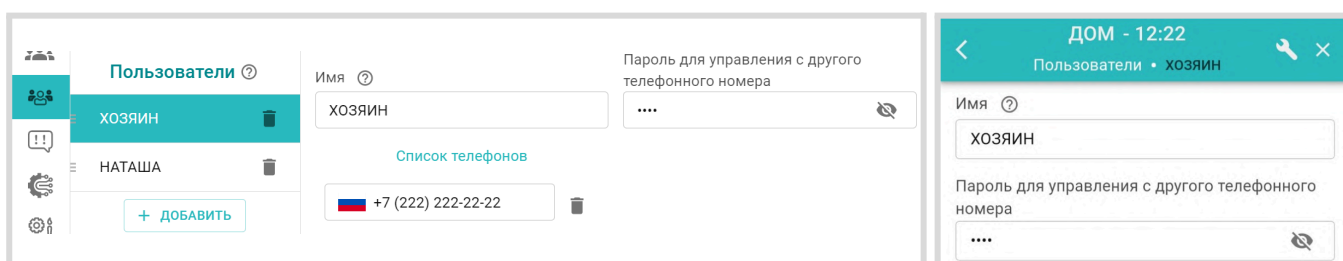 Пользователи
ХОЗЯИН
НАТАША
+ ДОБАВИТЬ
Имя
ХОЗЯИН
Пароль для управления с другого
телефонного номера
••••
Список телефонов
+7 (222) 222-22-22
ДОМ - 12:22
Пользователи • ХОЗЯИН
Имя
ХОЗЯИН
Пароль для управления с другого телефонного
номера
••••